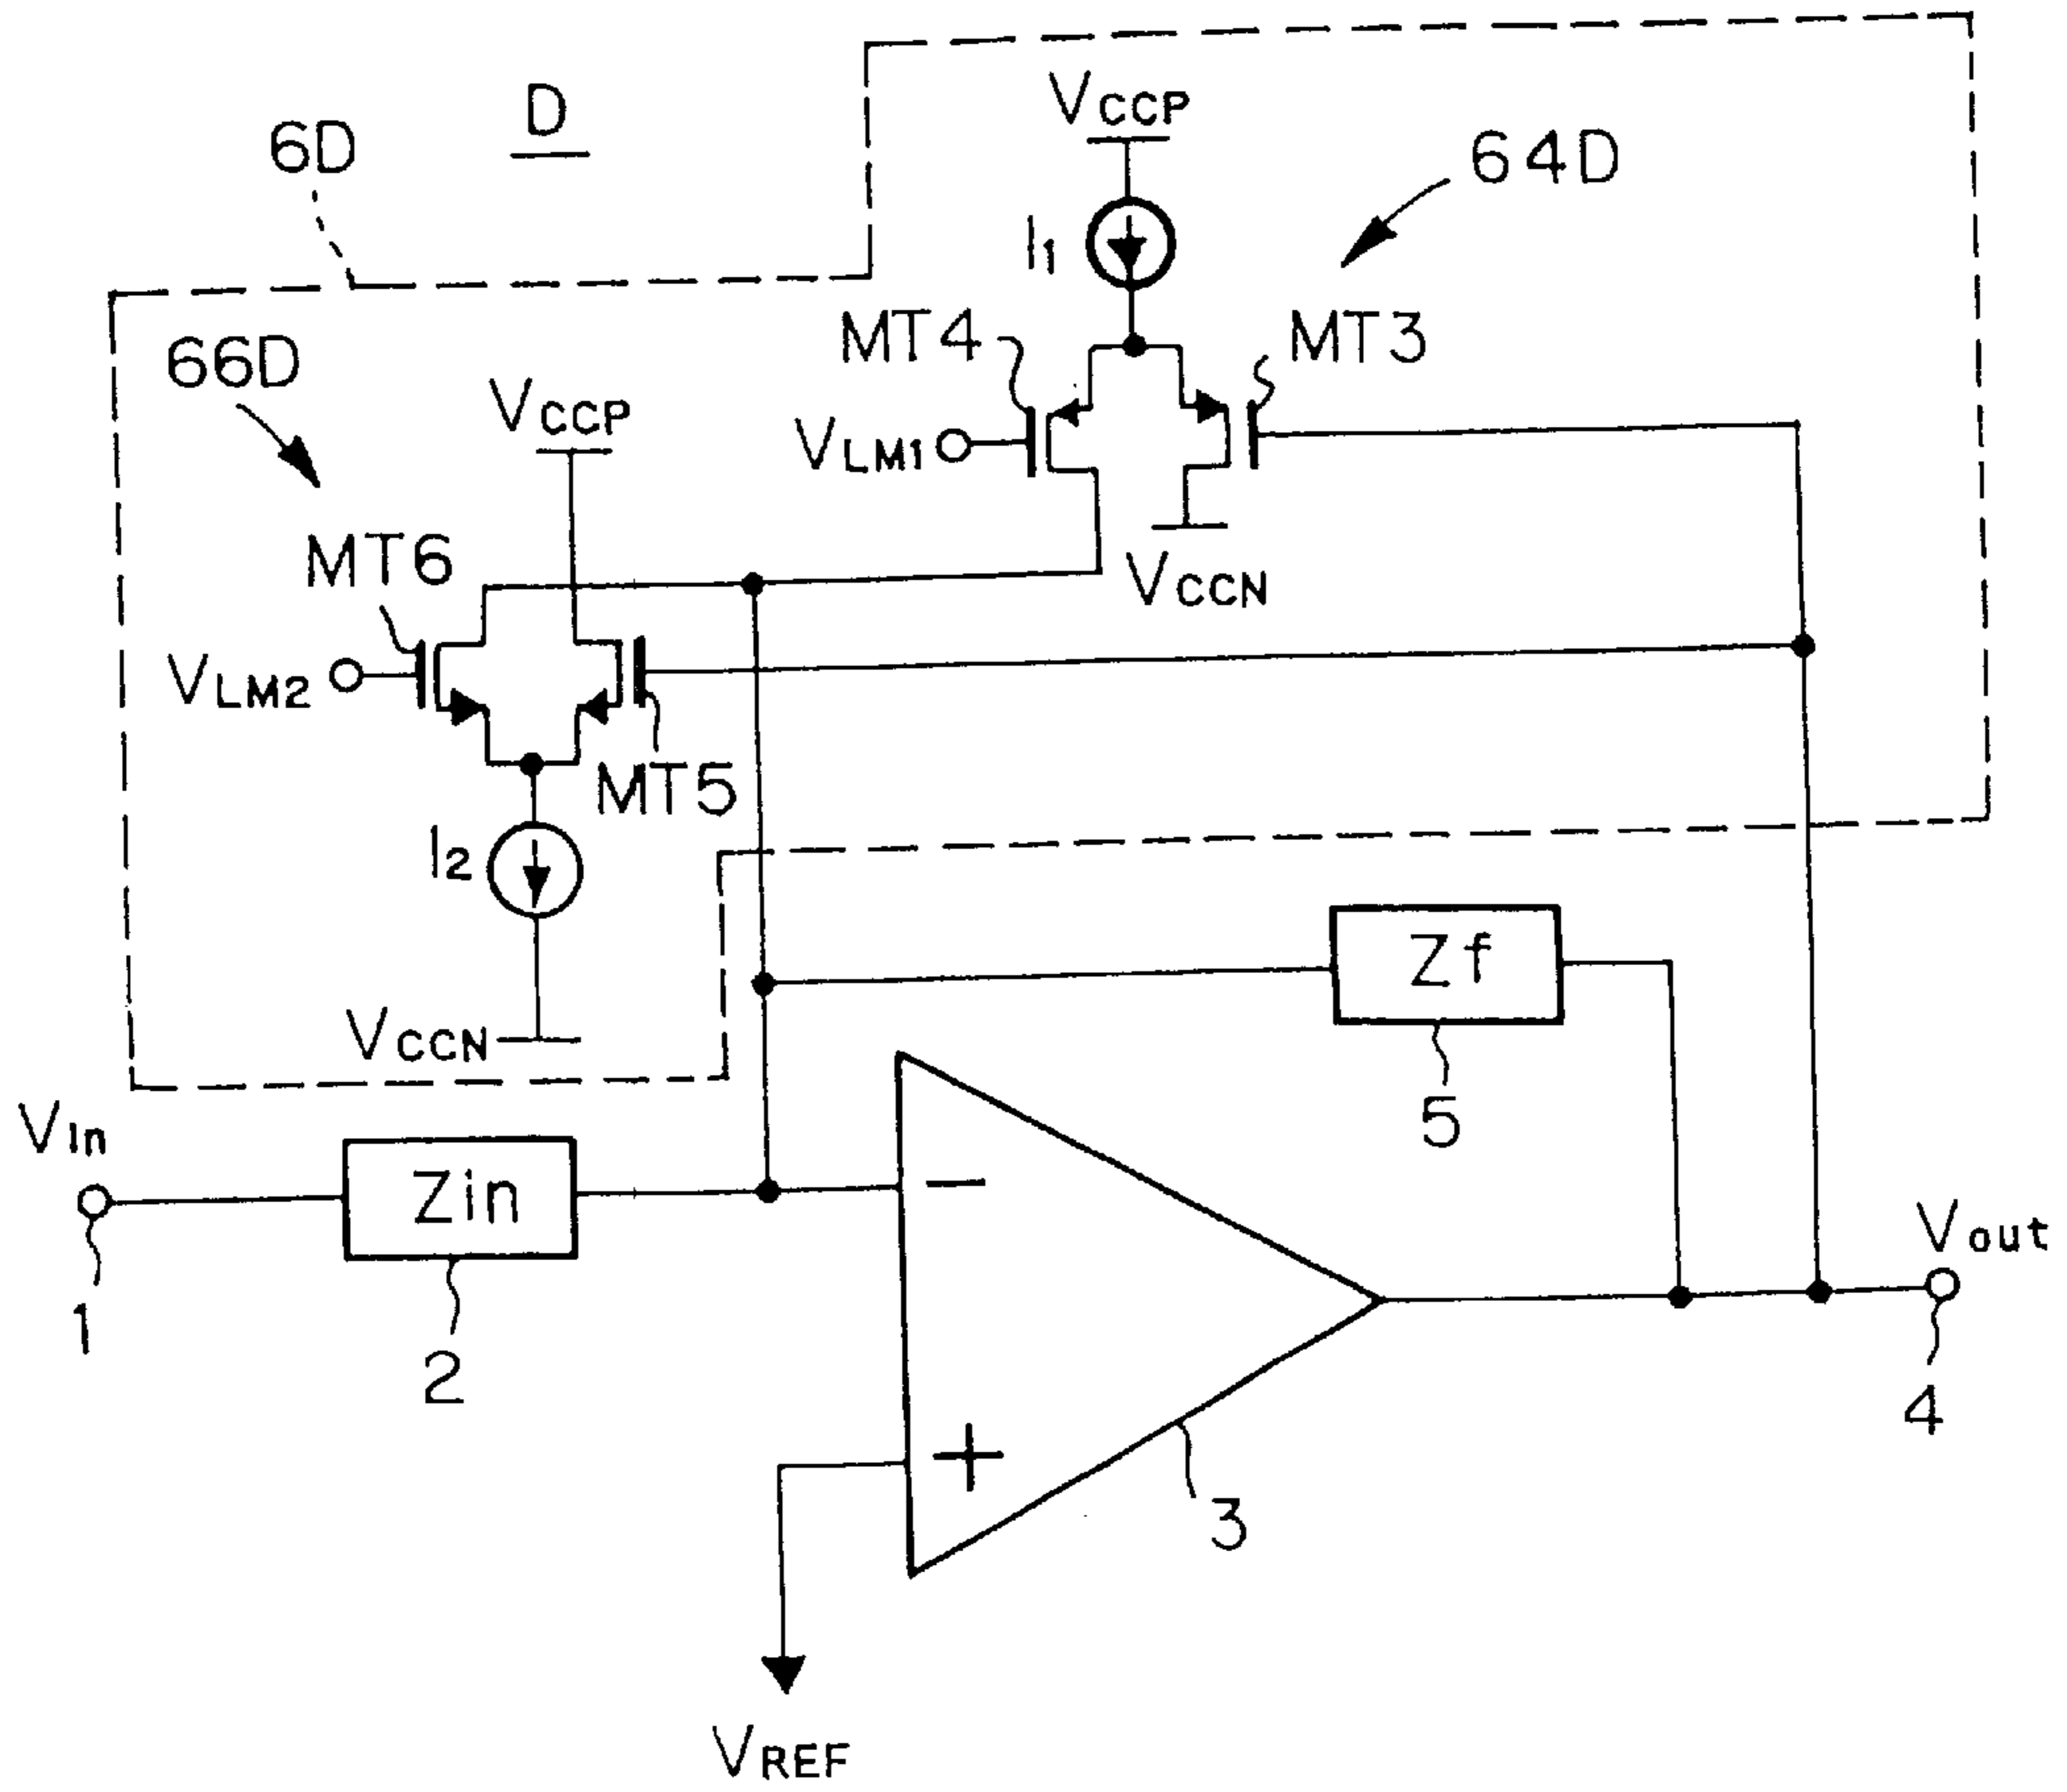 D
6D
VCCP
64D
I1
MT4
MT3
66D
VCCP
VLM1
MT6
VCCN
VLM2
MT5
I2
Zf
VCCN
5
Vin
Zin
−
Vout
1
2
4
+
3
VREF